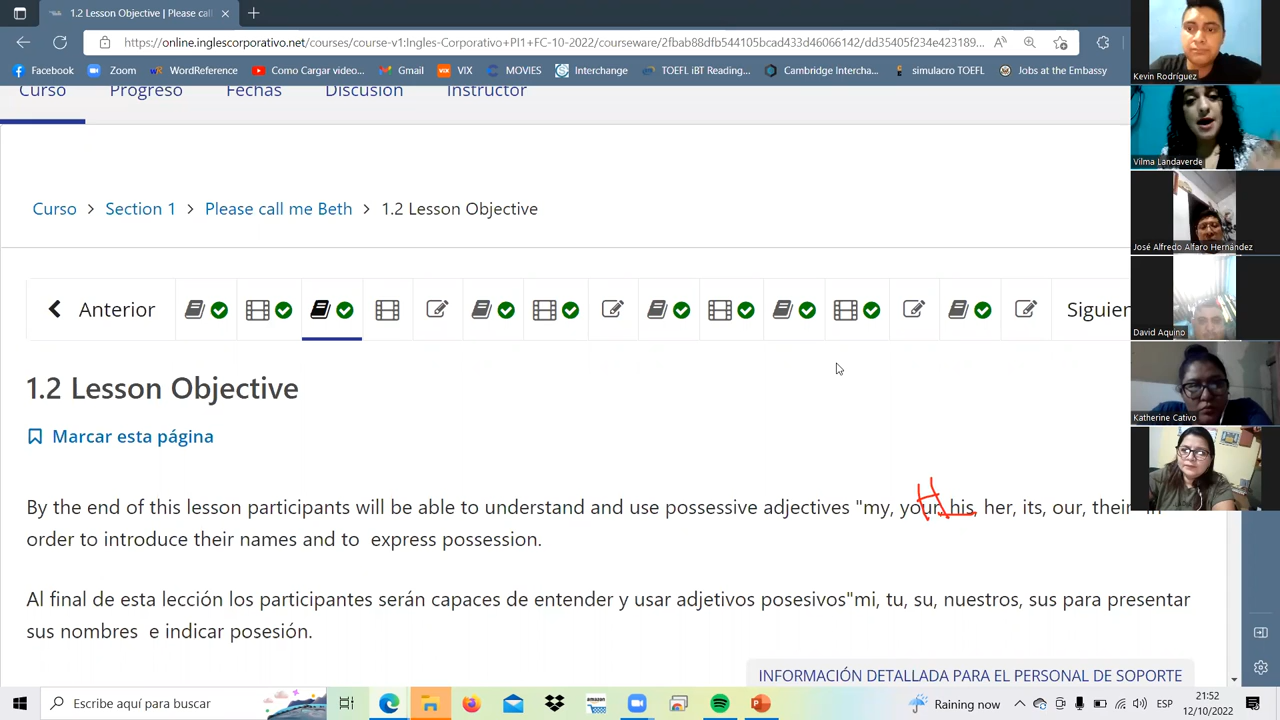 1.2 Lesson Objective | Please call
https://online.inglescorporativo.net/courses/course-v1:Ingles-Corporativo+PI1+FC-10-2022/courseware/2fbab88dfb544105bcad433d46066142/dd35405f234e423189...
Facebook Zoom WordReference Como Cargar video... Gmail VIX MOVIES Interchange TOEFL iBT Reading... Cambridge Intercha... simulacro TOEFL Jobs at the Embassy
Curso Progreso Fechas Discusión Instructor
Curso > Section 1 > Please call me Beth > 1.2 Lesson Objective
Anterior
1.2 Lesson Objective
Marcar esta página
By the end of this lesson participants will be able to understand and use possessive adjectives "my, your, his, her, its, our, their" in
order to introduce their names and to express possession.
H
Al final de esta lección los participantes serán capaces de entender y usar adjetivos posesivos"mi, tu, su, nuestros, sus para presentar
sus nombres e indicar posesión.
INFORMACIÓN DETALLADA PARA EL PERSONAL DE SOPORTE
Kevin Rodríguez
Vilma Landaverde
José Alfredo Alfaro Hernández
David Aquino
Katherine Cativo
Escribe aquí para buscar
Raining now
ESP
21:52
12/10/2022